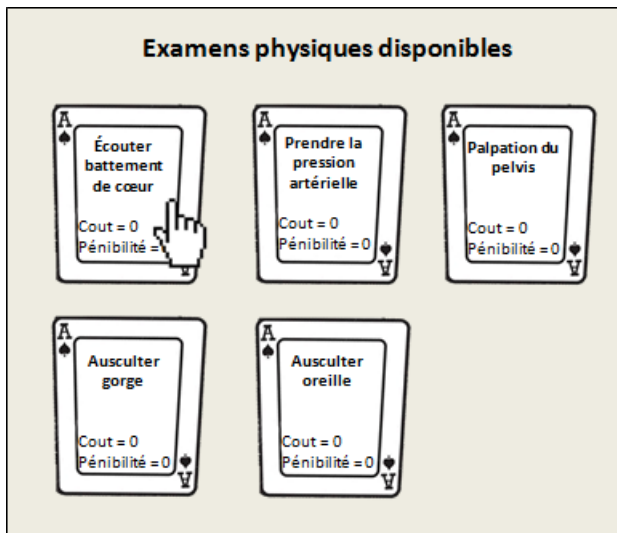 Examens physiques disponibles
A
Écouter
battement
de cœur
Cout = 0
Pénibilité =
A
A
Prendre la
pression
artérielle
Cout = 0
Pénibilité = 0
A
A
Palpation du
pelvis
Cout = 0
Pénibilité = 0
A
A
Ausculter
gorge
Cout = 0
Pénibilité = 0
A
A
Ausculter
oreille
Cout = 0
Pénibilité = 0
A